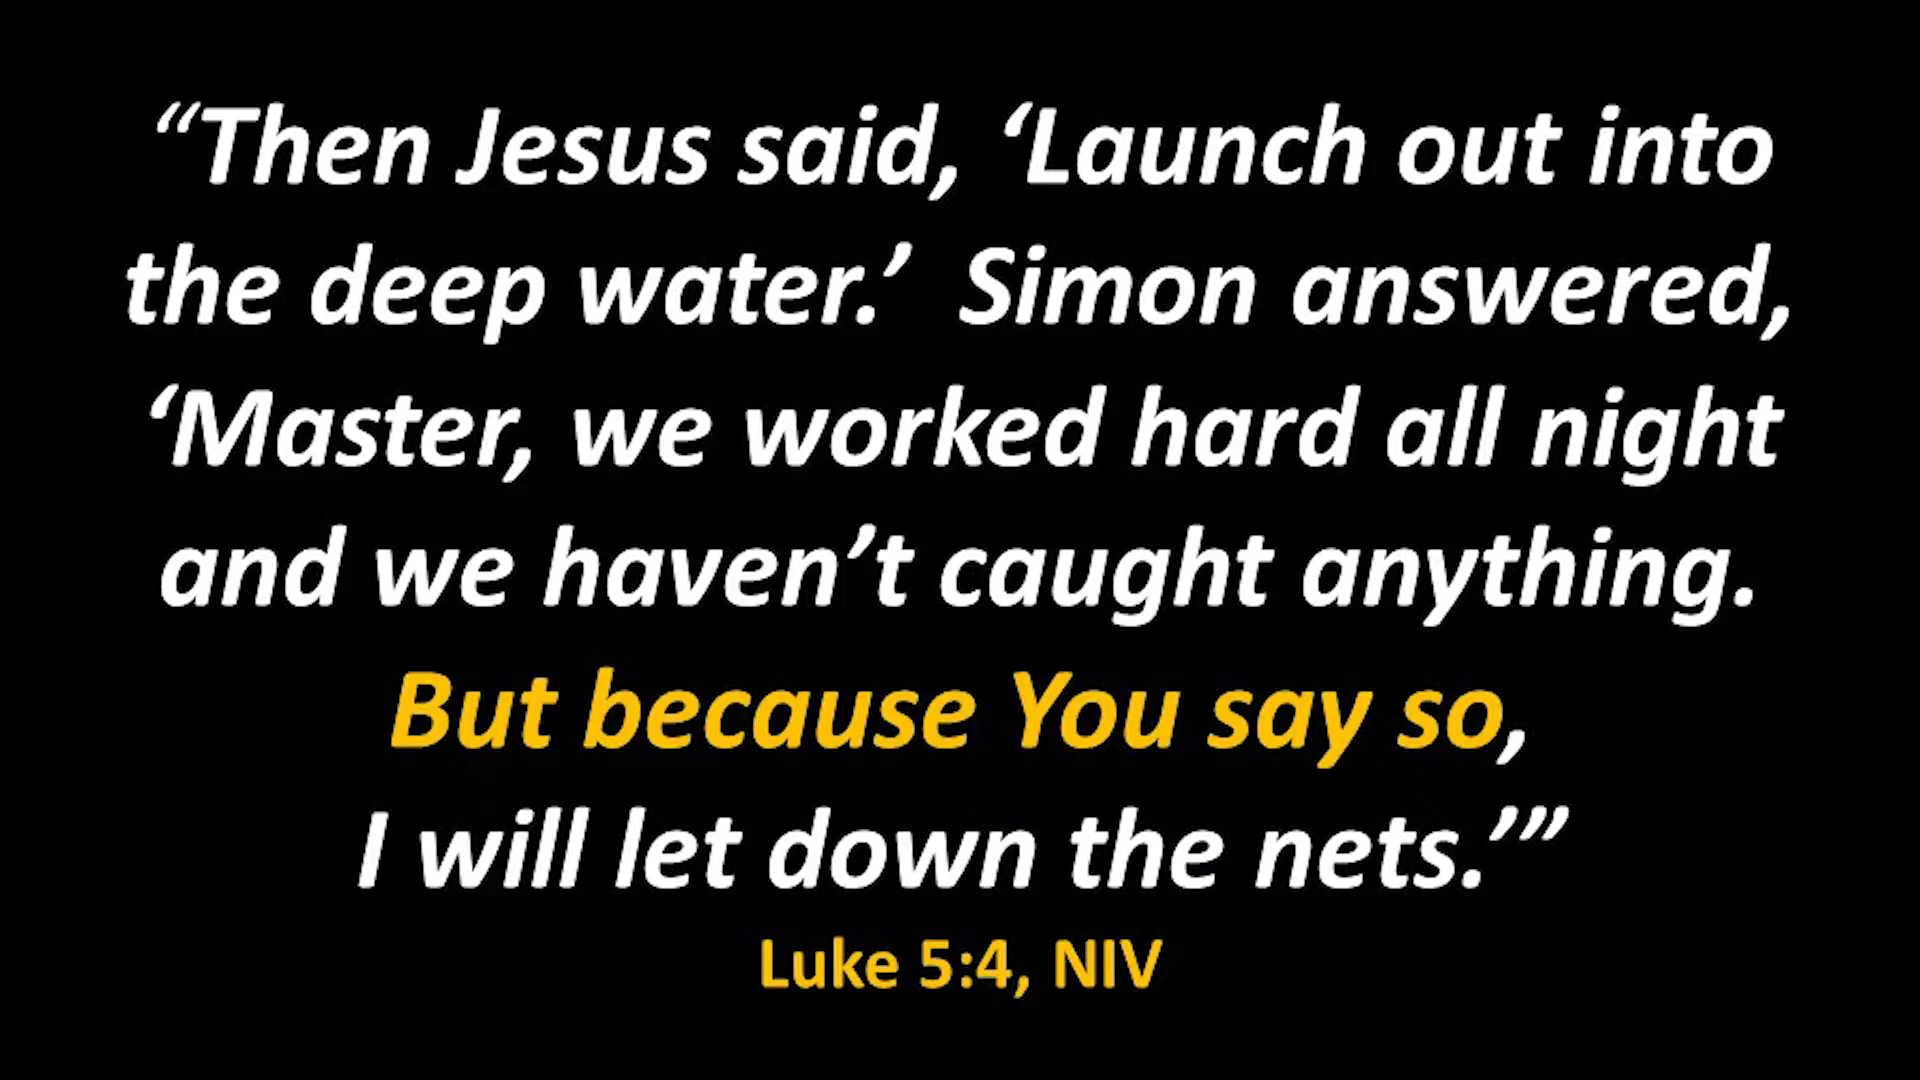 “Then Jesus said, ‘Launch out into
the deep water.’  Simon answered,
‘Master, we worked hard all night
and we haven’t caught anything.
But because You say so,
I will let down the nets.’”
Luke 5:4, NIV